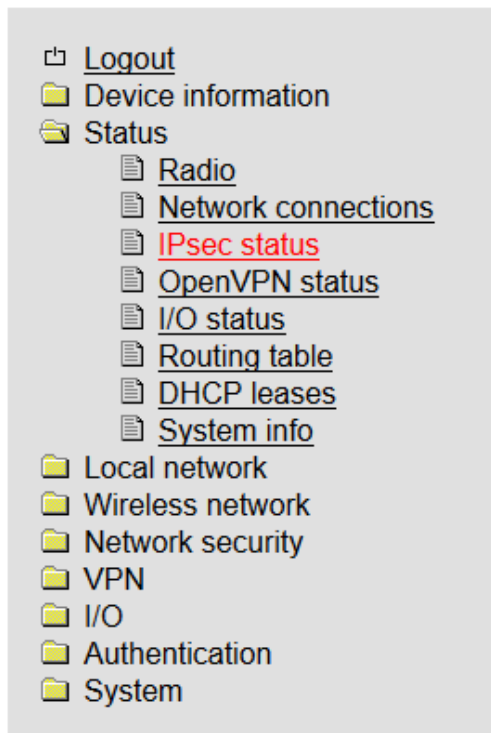 Logout
Device information
Status
Radio
Network connections
IPsec status
OpenVPN status
I/O status
Routing table
DHCP leases
System info
Local network
Wireless network
Network security
VPN
I/O
Authentication
System